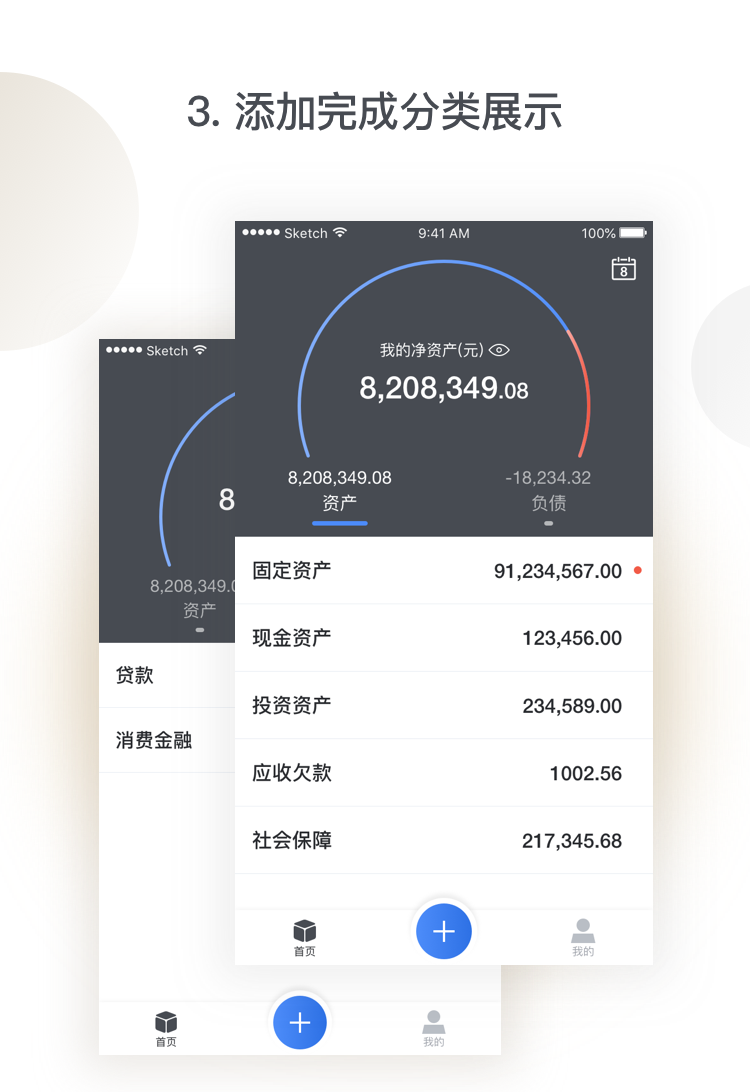 3. 添加完成分类展示
Sketch 9:41 AM 100%
8
我的净资产(元)
8,208,349.08
8,208,349.08 -18,234.32
资产 负债
固定资产 91,234,567.00
现金资产 123,456.00
投资资产 234,589.00
应收欠款 1002.56
社会保障 217,345.68
首页 我的
Sketch
8
8,208,349.0
资产
贷款
消费金融
首页 我的